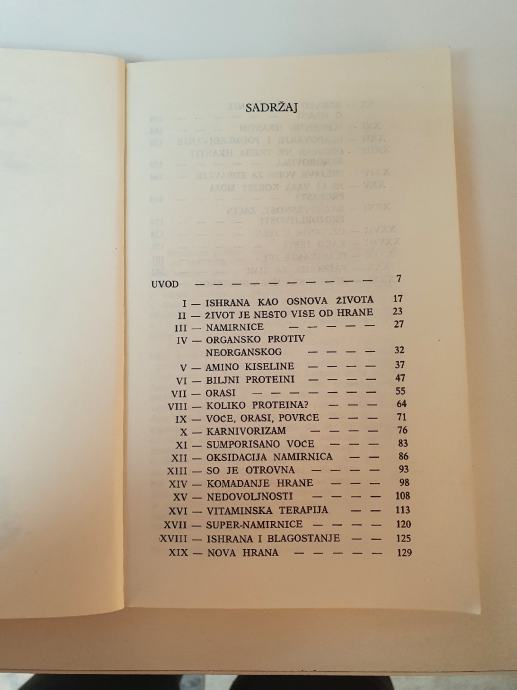 SADRŽAJ
UVOD — — — — — — — — — — — 7
I — ISHRANA KAO OSNOVA ŽIVOTA 17
II — ŽIVOT JE NEŠTO VIŠE OD HRANE 23
III — NAMIRNICE — — — — — 27
IV — ORGANSKO PROTIV
NEORGANSKOG — — — — 32
V — AMINO KISELINE — — — — 37
VI — BILJNI PROTEINI — — — — 47
VII — ORASI — — — — — — — 55
VIII — KOLIKO PROTEINA? — — — 64
IX — VOĆE, ORASI, POVRĆE — — — 71
X — KARNIVORIZAM — — — — 76
XI — SUMPORISANO VOĆE — — — 83
XII — OKSIDACIJA NAMIRNICA — — 86
XIII — SO JE OTROVNA — — — — 93
XIV — KOMADANJE HRANE — — — 98
XV — NEDOVOLJNOSTI — — — — 108
XVI — VITAMINSKA TERAPIJA — — 113
XVII — SUPER-NAMIRNICE — — — 120
XVIII — ISHRANA I BLAGOSTANJE — — 125
XIX — NOVA HRANA — — — — — 129